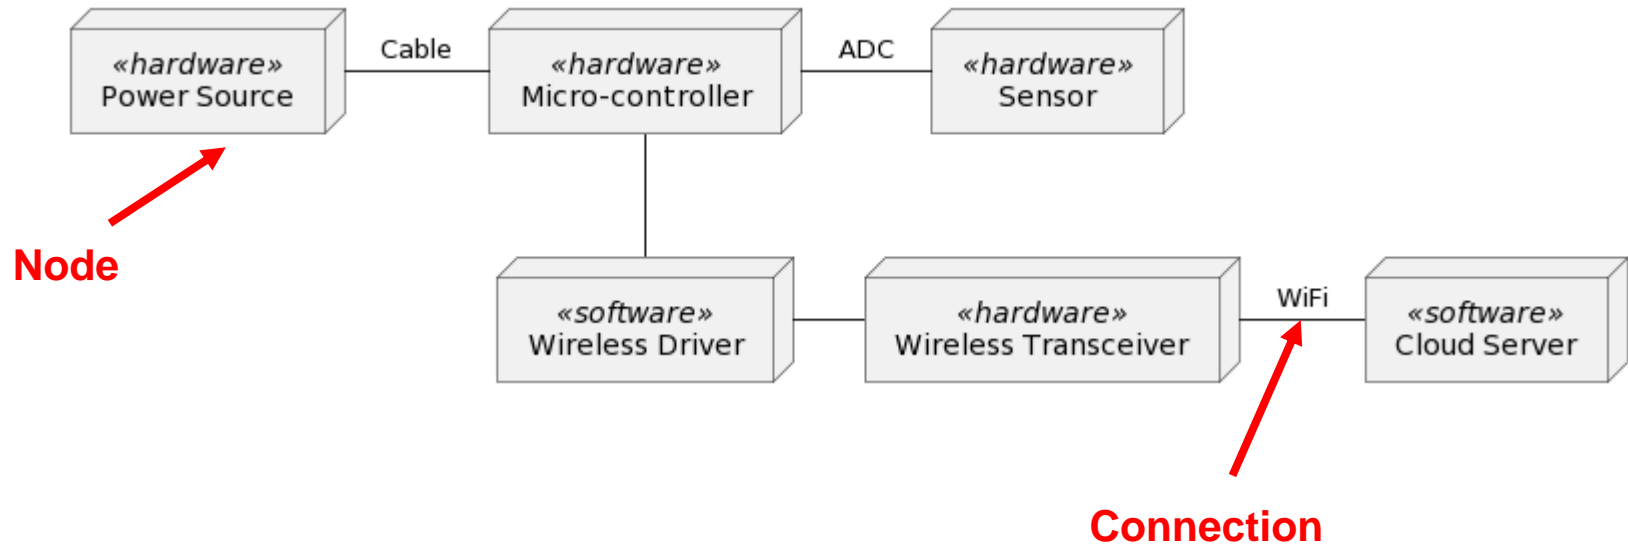 «hardware»
Power Source
Cable
«hardware»
Micro-controller
ADC
«hardware»
Sensor
Node
«software»
Wireless Driver
«hardware»
Wireless Transceiver
WiFi
«software»
Cloud Server
Connection